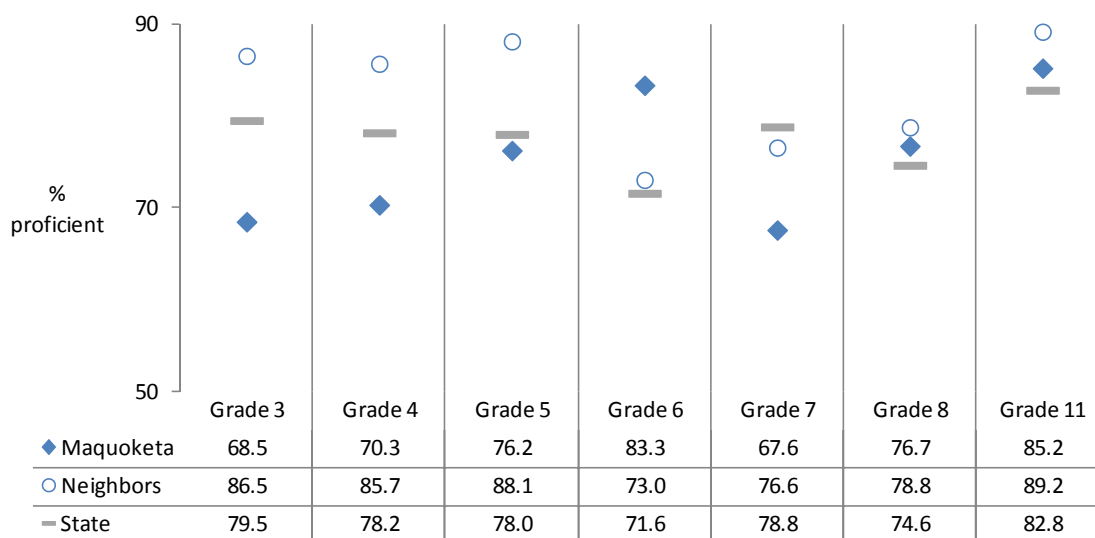 90
%
proficient
70
50
Grade 3 Grade 4 Grade 5 Grade 6 Grade 7 Grade 8 Grade 11
Maquoketa 68.5 70.3 76.2 83.3 67.6 76.7 85.2
Neighbors 86.5 85.7 88.1 73.0 76.6 78.8 89.2
State 79.5 78.2 78.0 71.6 78.8 74.6 82.8